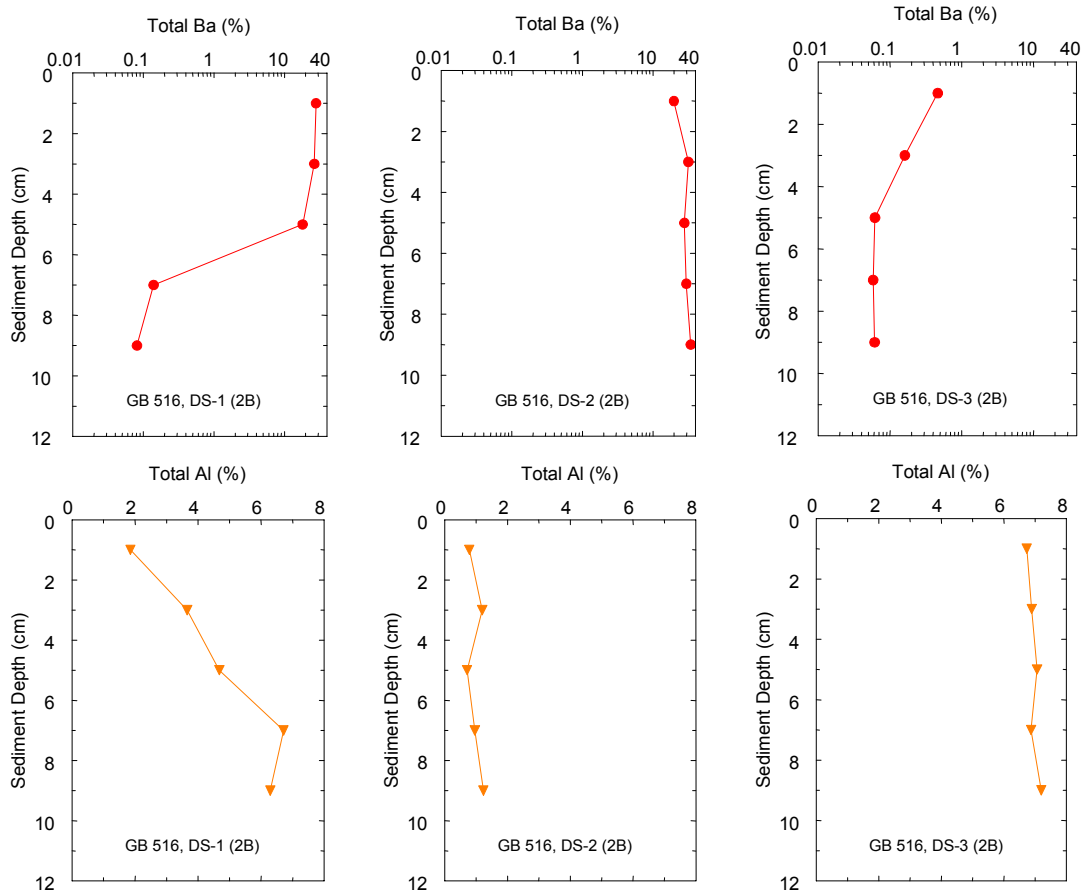 Total Ba (%)
0.01 0.1 1 10 40
0
2
4
6
8
10
12
Sediment Depth (cm)
GB 516, DS-1 (2B)
Total Ba (%)
0.01 0.1 1 10 40
0
2
4
6
8
10
12
Sediment Depth (cm)
GB 516, DS-2 (2B)
Total Ba (%)
0.01 0.1 1 10 40
0
2
4
6
8
10
12
Sediment Depth (cm)
GB 516, DS-3 (2B)
Total Al (%)
0 2 4 6 8
0
2
4
6
8
10
12
Sediment Depth (cm)
GB 516, DS-1 (2B)
Total Al (%)
0 2 4 6 8
0
2
4
6
8
10
12
Sediment Depth (cm)
GB 516, DS-2 (2B)
Total Al (%)
0 2 4 6 8
0
2
4
6
8
10
12
Sediment Depth (cm)
GB 516, DS-3 (2B)